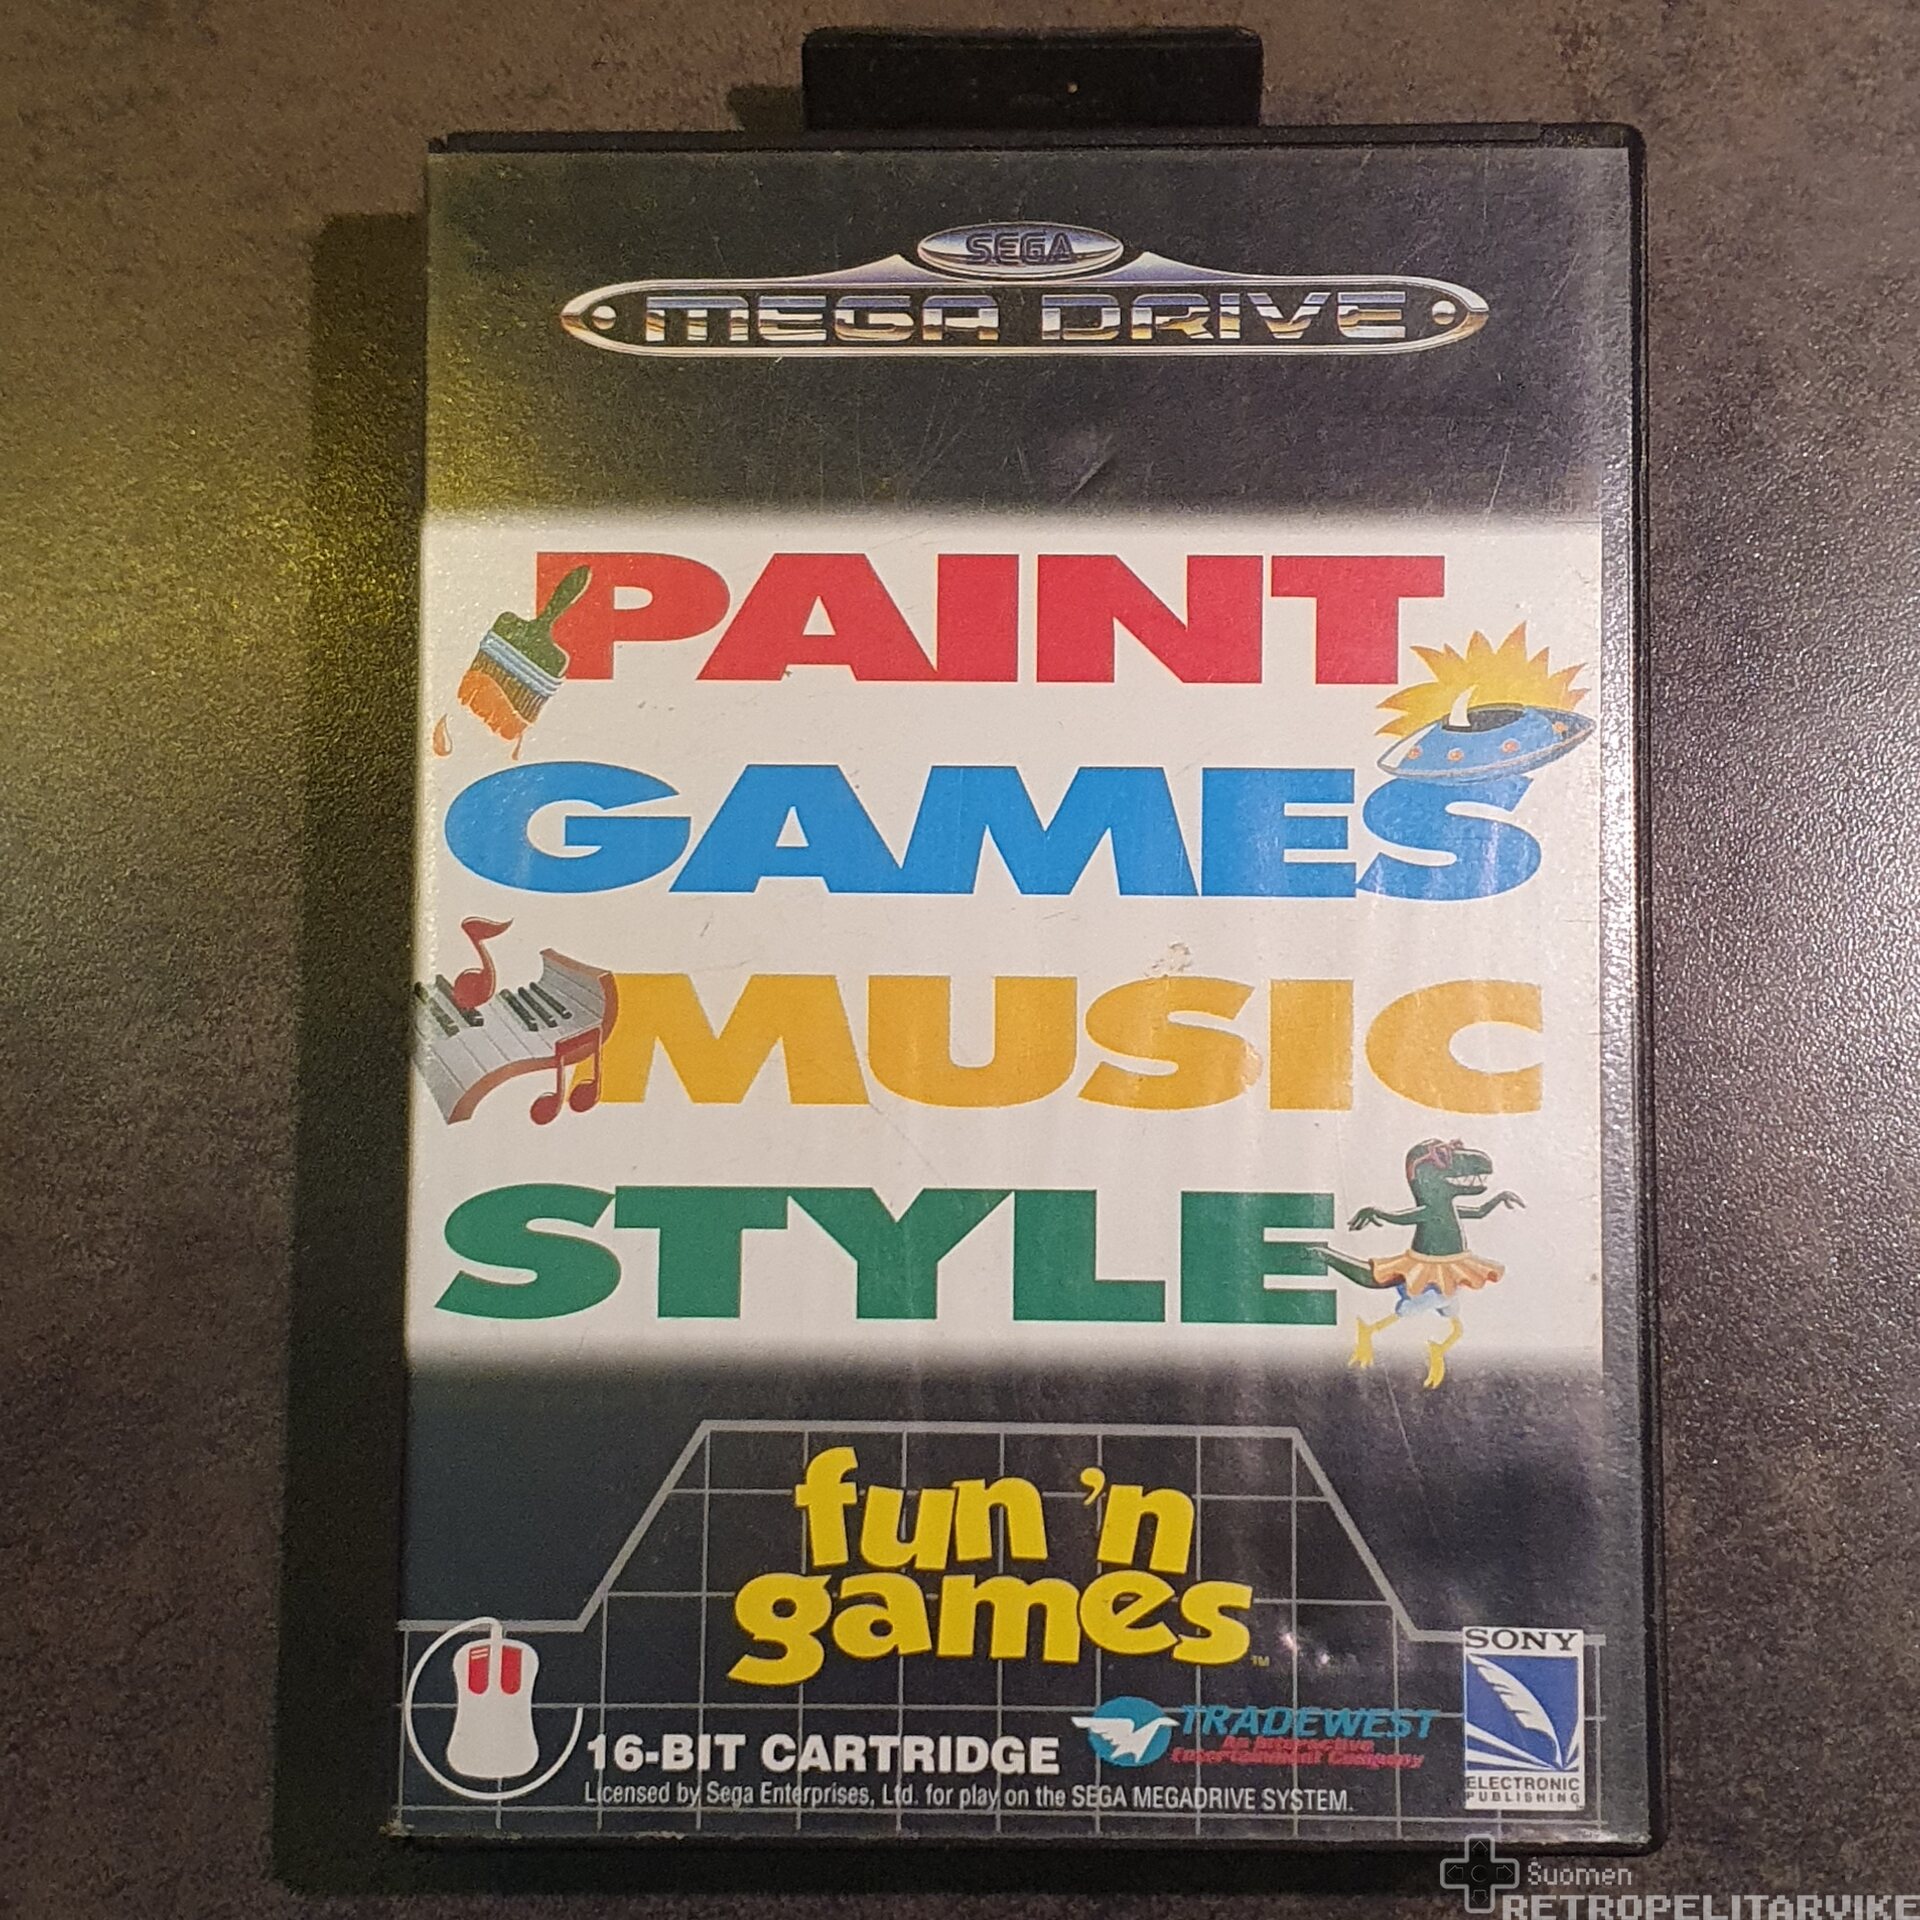 SEGA
MEGA DRIVE
PAINT
GAMES
MUSIC
STYLE
fun 'n
games™
16-BIT CARTRIDGE
Licensed by Sega Enterprises, Ltd. for play on the SEGA MEGADRIVE SYSTEM.
TRADEWEST
An Interactive
Entertainment Company
SONY
ELECTRONIC
PUBLISHING
Suomen
RETROPELITARVIKE